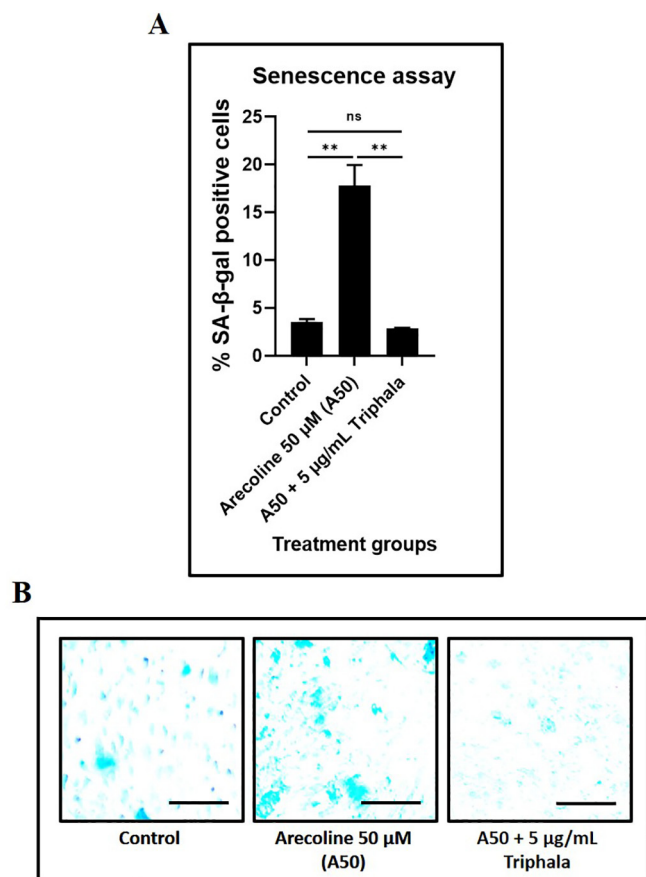 A
Senescence assay
% SA-β-gal positive cells
25
20
15
10
5
0
ns
** **
Control
Arecoline 50 µM (A50)
A50 + 5 µg/mL Triphala
Treatment groups
B
Control
Arecoline 50 µM
(A50)
A50 + 5 µg/mL
Triphala